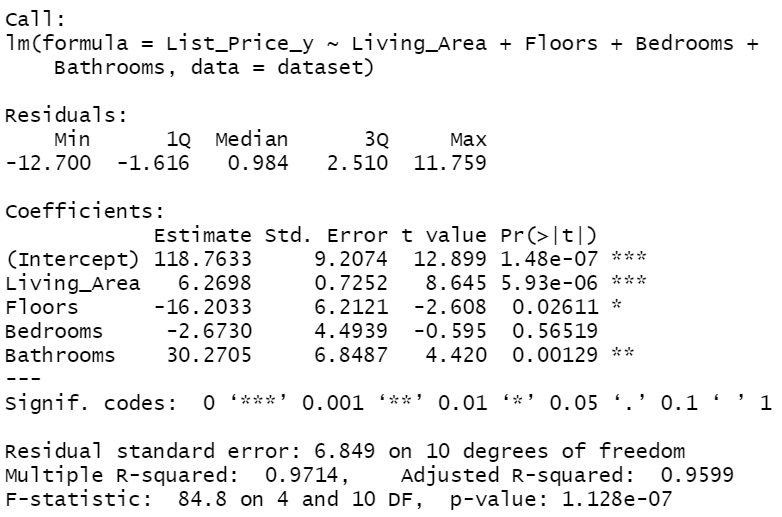 Call:
lm(formula = List_Price_y ~ Living_Area + Floors + Bedrooms +
    Bathrooms, data = dataset)

Residuals:
    Min      1Q  Median      3Q     Max
-12.700  -1.616   0.984   2.510  11.759

Coefficients:
            Estimate Std. Error t value Pr(>|t|)
(Intercept) 118.7633     9.2074  12.899 1.48e-07 ***
Living_Area   6.2698     0.7252   8.645 5.93e-06 ***
Floors      -16.2033     6.2121  -2.608  0.02611 *
Bedrooms     -2.6730     4.4939  -0.595  0.56519
Bathrooms    30.2705     6.8487   4.420  0.00129 **
---
Signif. codes:  0 ‘***’ 0.001 ‘**’ 0.01 ‘*’ 0.05 ‘.’ 0.1 ‘ ’ 1

Residual standard error: 6.849 on 10 degrees of freedom
Multiple R-squared:  0.9714,    Adjusted R-squared:  0.9599
F-statistic:  84.8 on 4 and 10 DF,  p-value: 1.128e-07